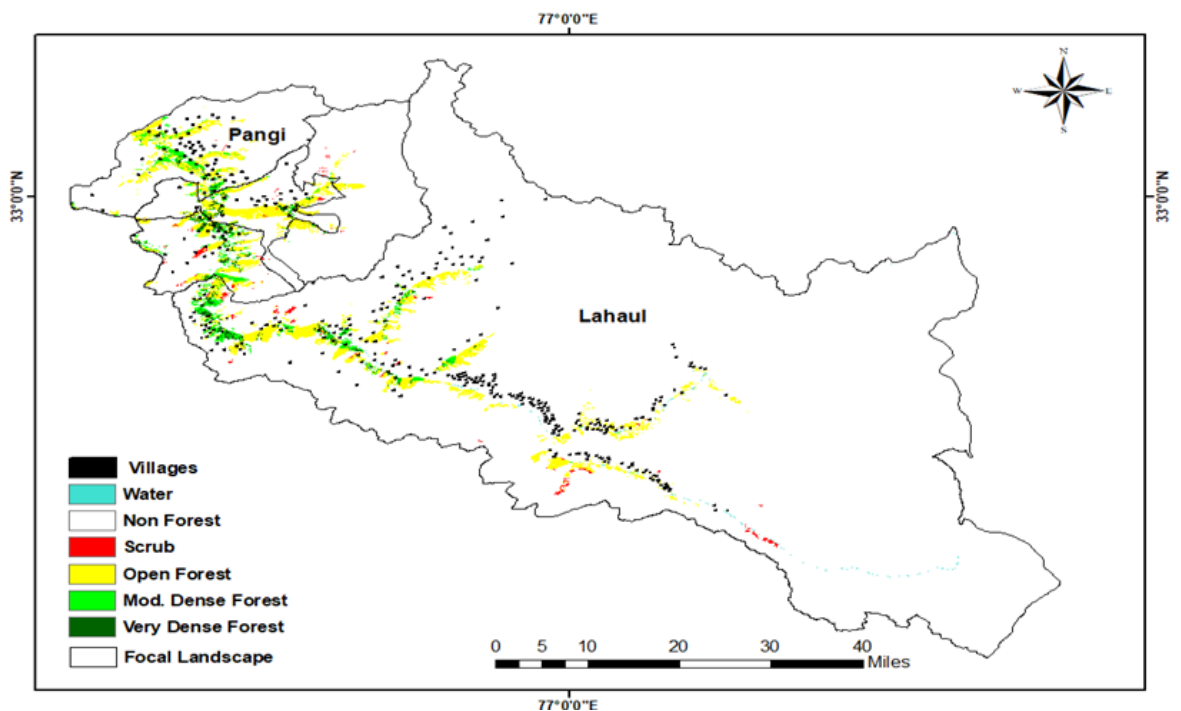 77°0'0"E
N
W E
S
Pangi
33°0'0"N
33°0'0"N
Lahaul
Villages
Water
Non Forest
Scrub
Open Forest
Mod. Dense Forest
Very Dense Forest
Focal Landscape
0 5 10 20 30 40
Miles
77°0'0"E